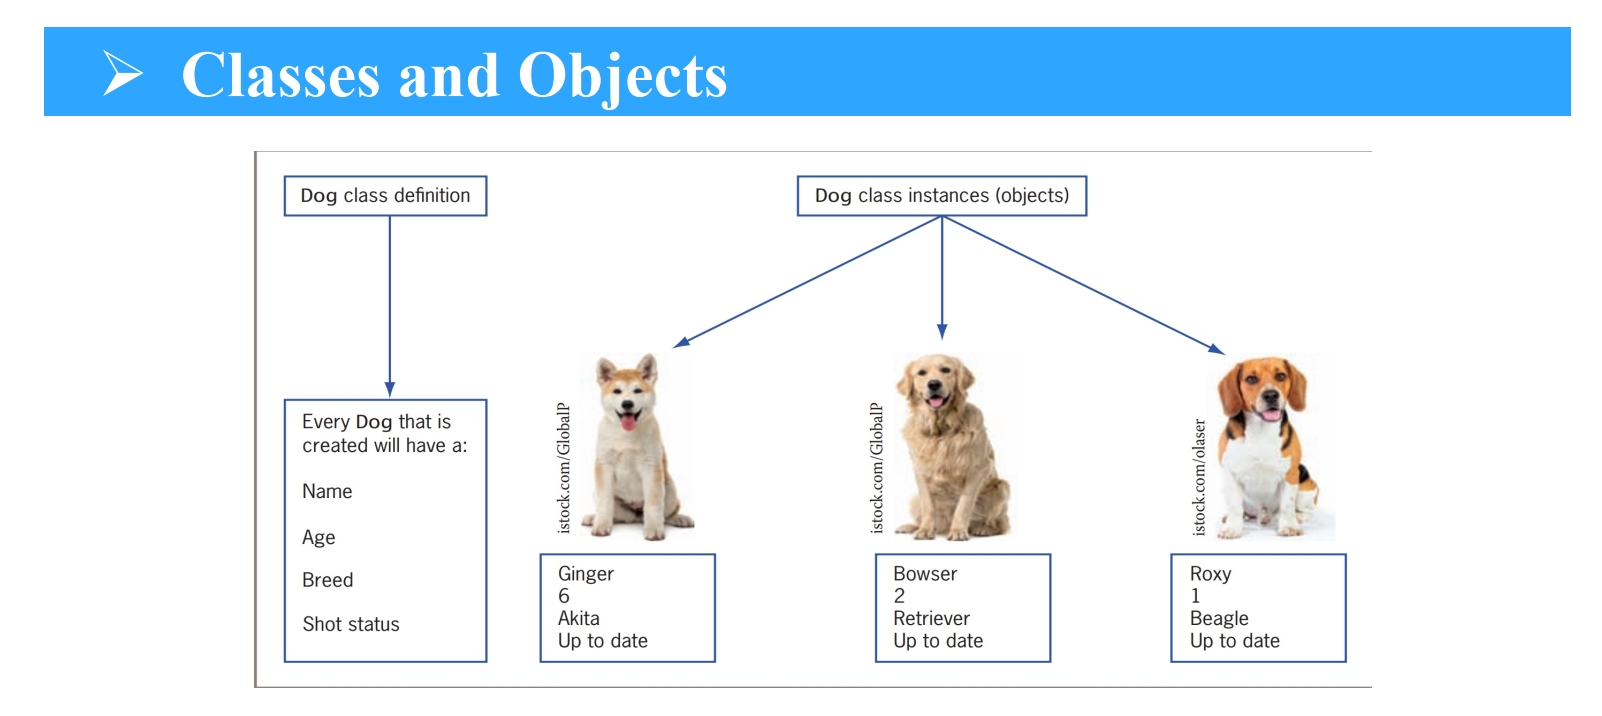 Classes and Objects
Dog class definition
Dog class instances (objects)
Every Dog that is
created will have a:
Name
Age
Breed
Shot status
istock.com/GlobalP
Ginger
6
Akita
Up to date
istock.com/GlobalP
Bowser
2
Retriever
Up to date
istock.com/olaser
Roxy
1
Beagle
Up to date